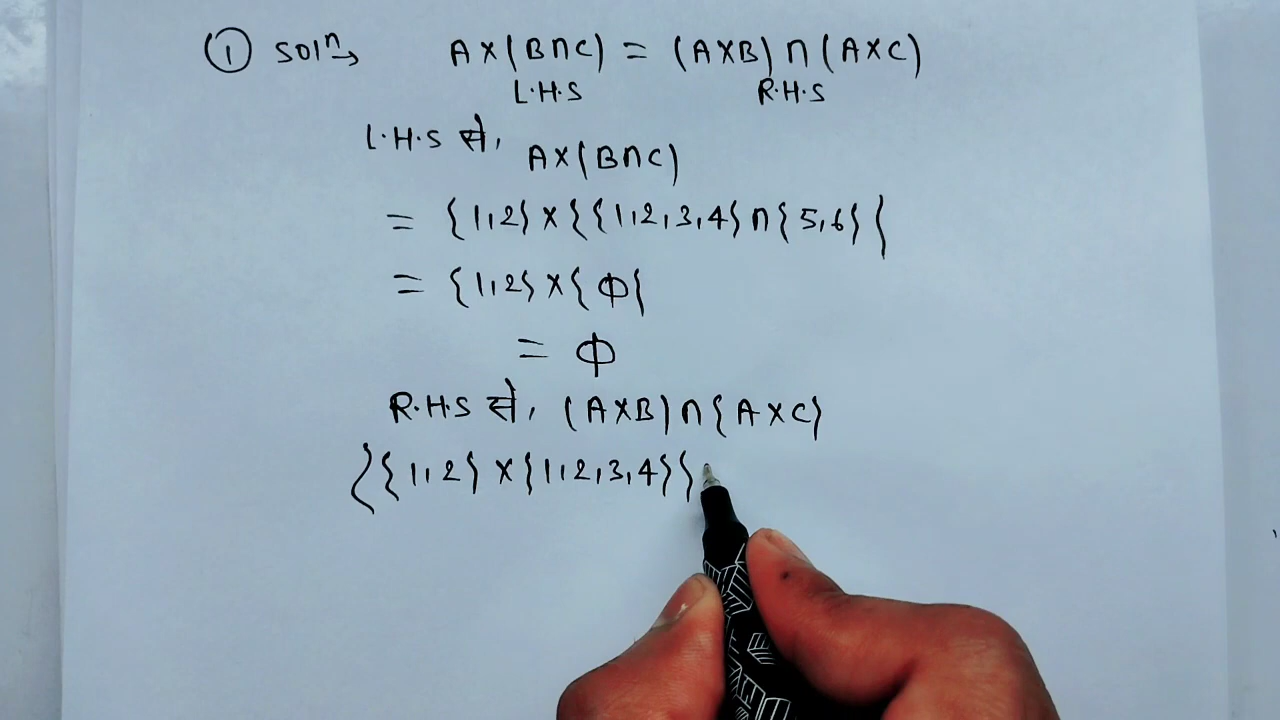 ① Solⁿ→ A×(B∩C) = (A×B)∩(A×C)
L.H.S R.H.S
L.H.S से, A×(B∩C)
= {1,2}×{{1,2,3,4}∩{5,6}}
= {1,2}×{Φ}
= Φ
R.H.S से, (A×B)∩{A×C}
{{1,2}×{1,2,3,4}}